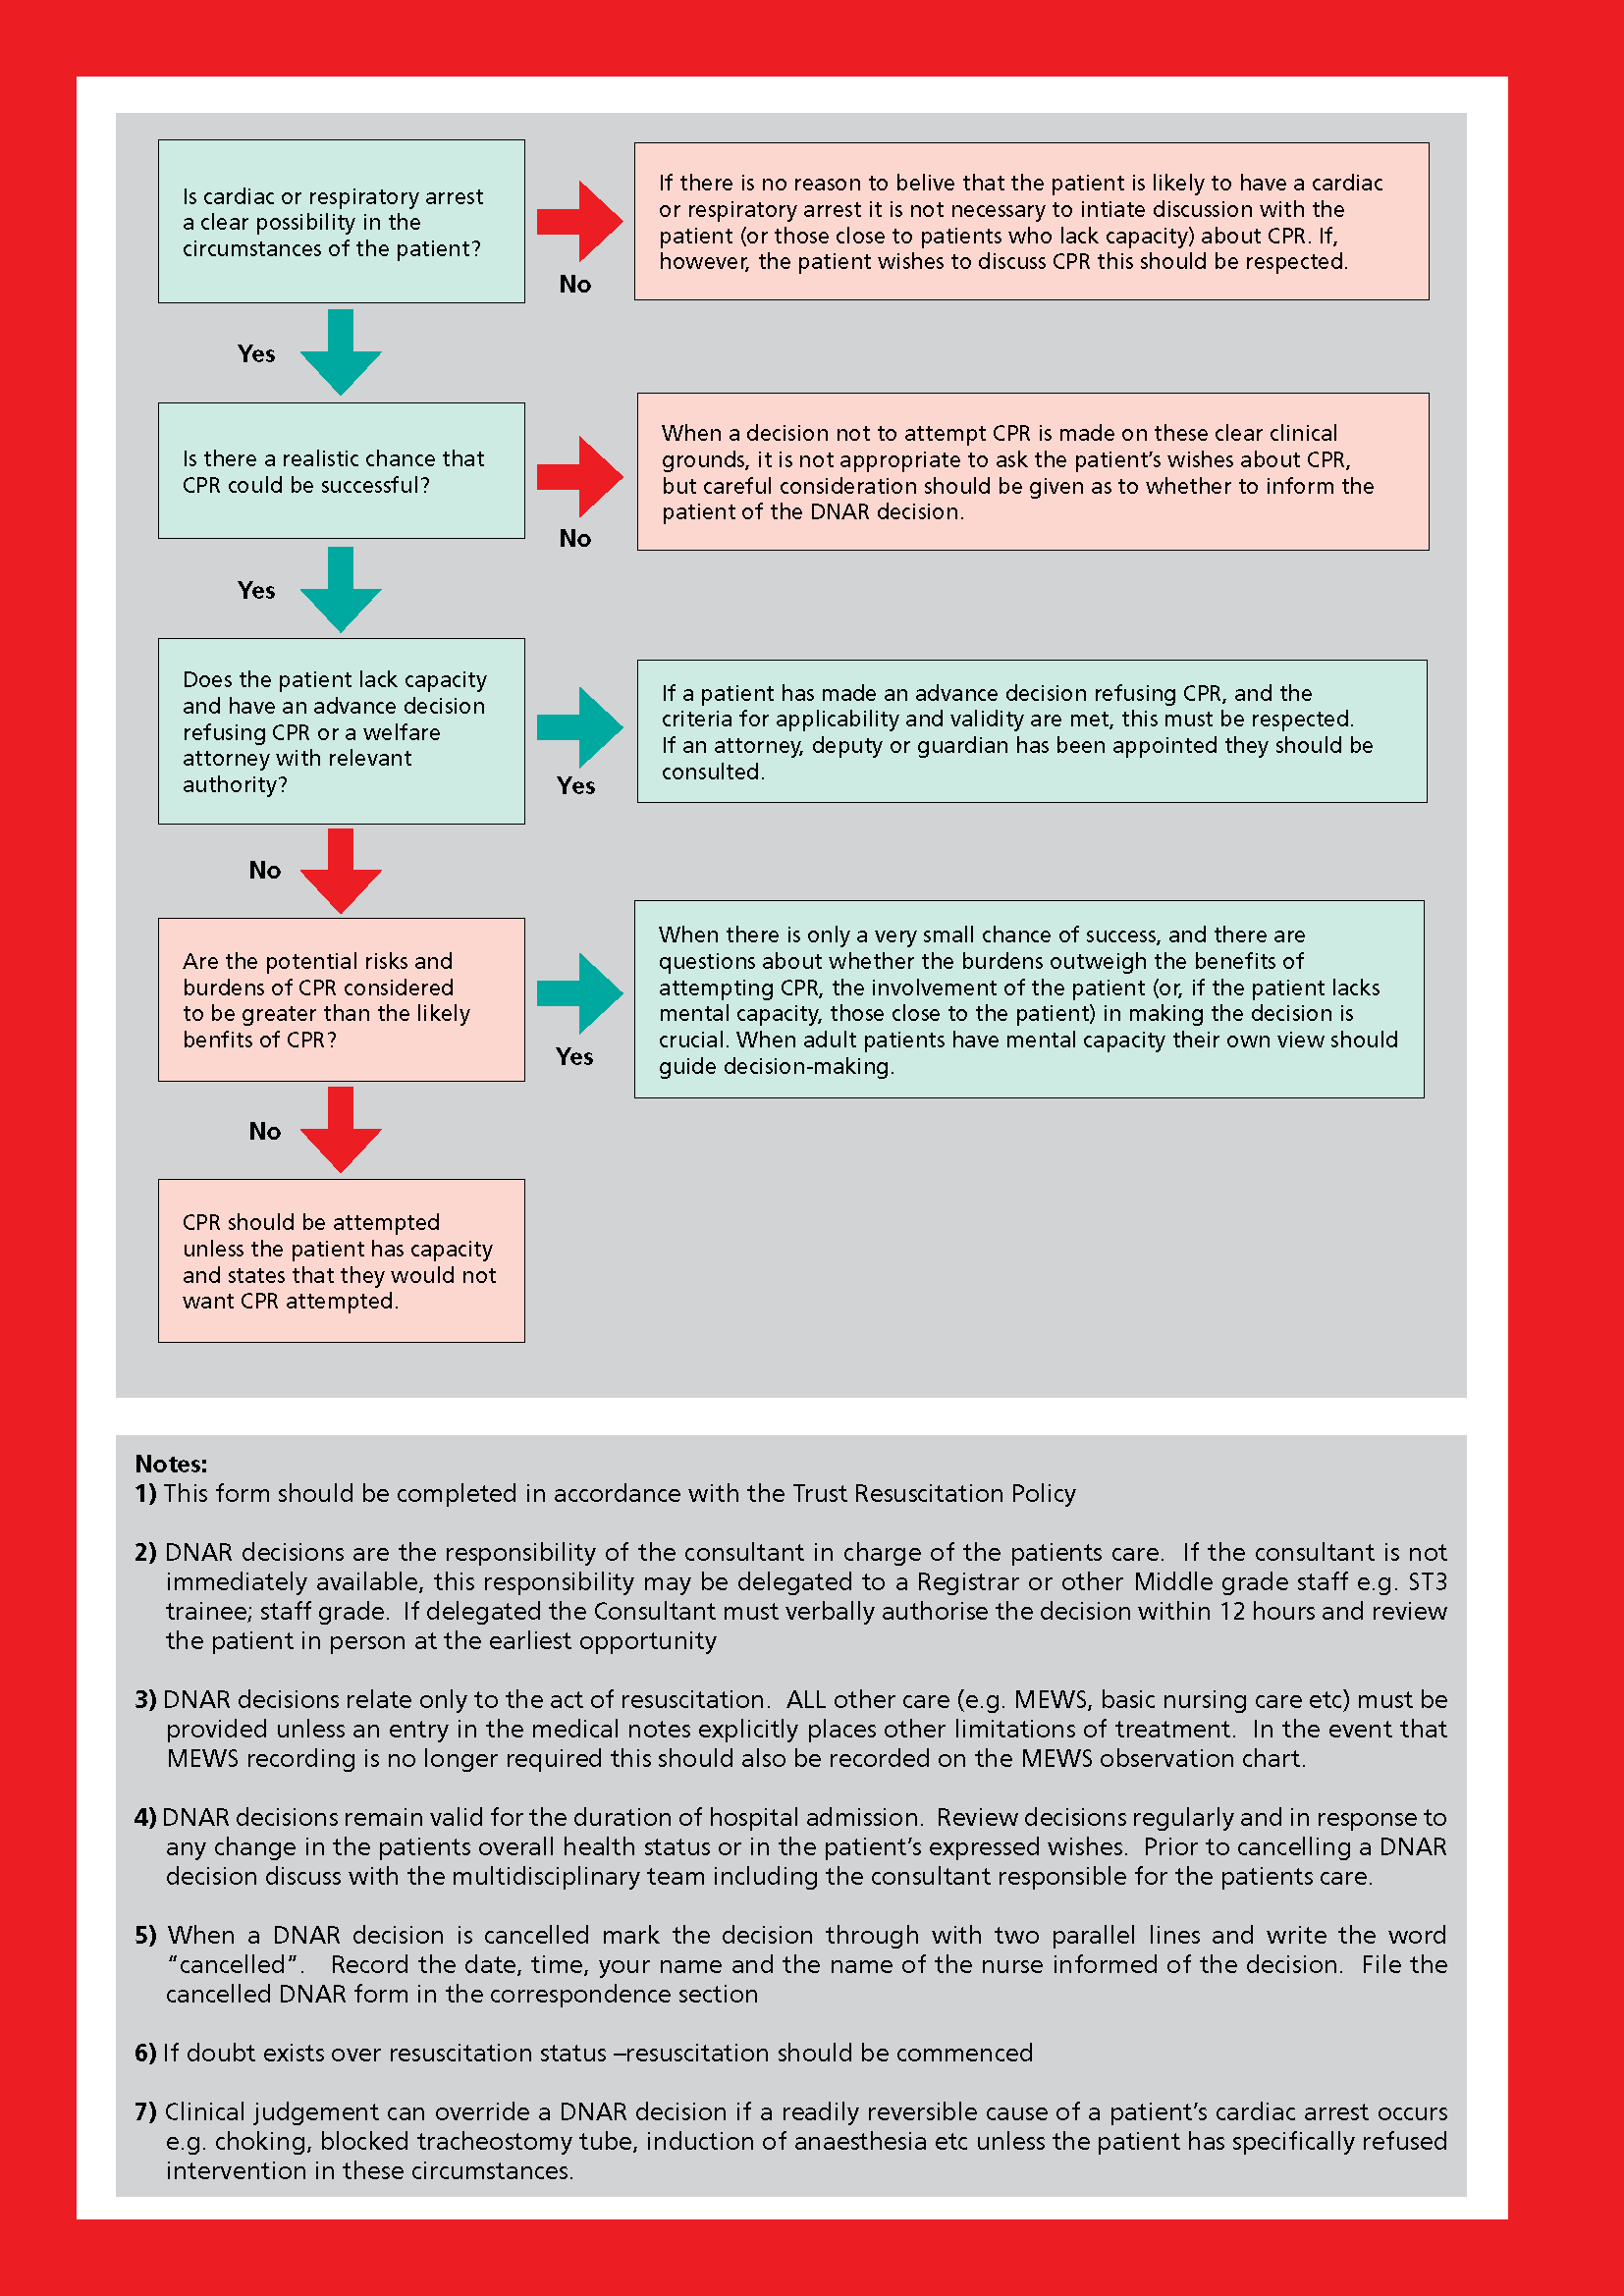 Is cardiac or respiratory arrest
a clear possibility in the
circumstances of the patient?
No
If there is no reason to belive that the patient is likely to have a cardiac
or respiratory arrest it is not necessary to intiate discussion with the
patient (or those close to patients who lack capacity) about CPR. If,
however, the patient wishes to discuss CPR this should be respected.
Yes
Is there a realistic chance that
CPR could be successful?
No
When a decision not to attempt CPR is made on these clear clinical
grounds, it is not appropriate to ask the patient’s wishes about CPR,
but careful consideration should be given as to whether to inform the
patient of the DNAR decision.
Yes
Does the patient lack capacity
and have an advance decision
refusing CPR or a welfare
attorney with relevant
authority?
Yes
If a patient has made an advance decision refusing CPR, and the
criteria for applicability and validity are met, this must be respected.
If an attorney, deputy or guardian has been appointed they should be
consulted.
No
Are the potential risks and
burdens of CPR considered
to be greater than the likely
benfits of CPR?
Yes
When there is only a very small chance of success, and there are
questions about whether the burdens outweigh the benefits of
attempting CPR, the involvement of the patient (or, if the patient lacks
mental capacity, those close to the patient) in making the decision is
crucial. When adult patients have mental capacity their own view should
guide decision-making.
No
CPR should be attempted
unless the patient has capacity
and states that they would not
want CPR attempted.
Notes:
1) This form should be completed in accordance with the Trust Resuscitation Policy
2) DNAR decisions are the responsibility of the consultant in charge of the patients care. If the consultant is not
immediately available, this responsibility may be delegated to a Registrar or other Middle grade staff e.g. ST3
trainee; staff grade. If delegated the Consultant must verbally authorise the decision within 12 hours and review
the patient in person at the earliest opportunity
3) DNAR decisions relate only to the act of resuscitation. ALL other care (e.g. MEWS, basic nursing care etc) must be
provided unless an entry in the medical notes explicitly places other limitations of treatment. In the event that
MEWS recording is no longer required this should also be recorded on the MEWS observation chart.
4) DNAR decisions remain valid for the duration of hospital admission. Review decisions regularly and in response to
any change in the patients overall health status or in the patient’s expressed wishes. Prior to cancelling a DNAR
decision discuss with the multidisciplinary team including the consultant responsible for the patients care.
5) When a DNAR decision is cancelled mark the decision through with two parallel lines and write the word
“cancelled”. Record the date, time, your name and the name of the nurse informed of the decision. File the
cancelled DNAR form in the correspondence section
6) If doubt exists over resuscitation status –resuscitation should be commenced
7) Clinical judgement can override a DNAR decision if a readily reversible cause of a patient’s cardiac arrest occurs
e.g. choking, blocked tracheostomy tube, induction of anaesthesia etc unless the patient has specifically refused
intervention in these circumstances.